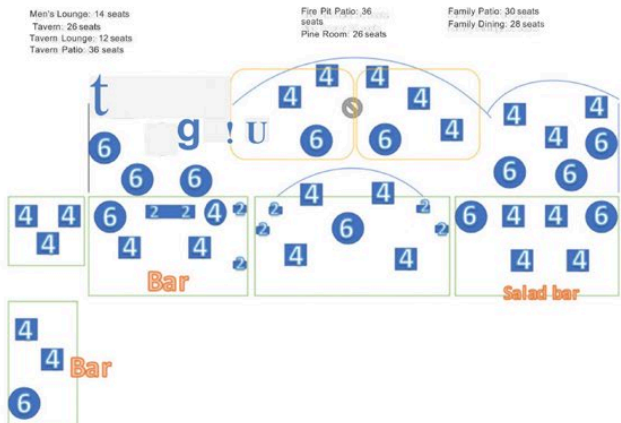 Men's Lounge: 14 seats
Tavern: 26 seats
Tavern Lounge: 12 seats
Tavern Patio: 36 seats
Fire Pit Patio: 36
seats
Pine Room: 26 seats
Family Patio: 30 seats
Family Dining: 28 seats
t
g ! U
4 4 4 4 4
6 6
6 6 6
4 4 4 6
6 6
4 4 4
6 2 2 4 2
4 4 2
Bar
4 4
2 2
2 6 2
4 4
6 4 4 6
4 4
Salad bar
4
4
6
Bar